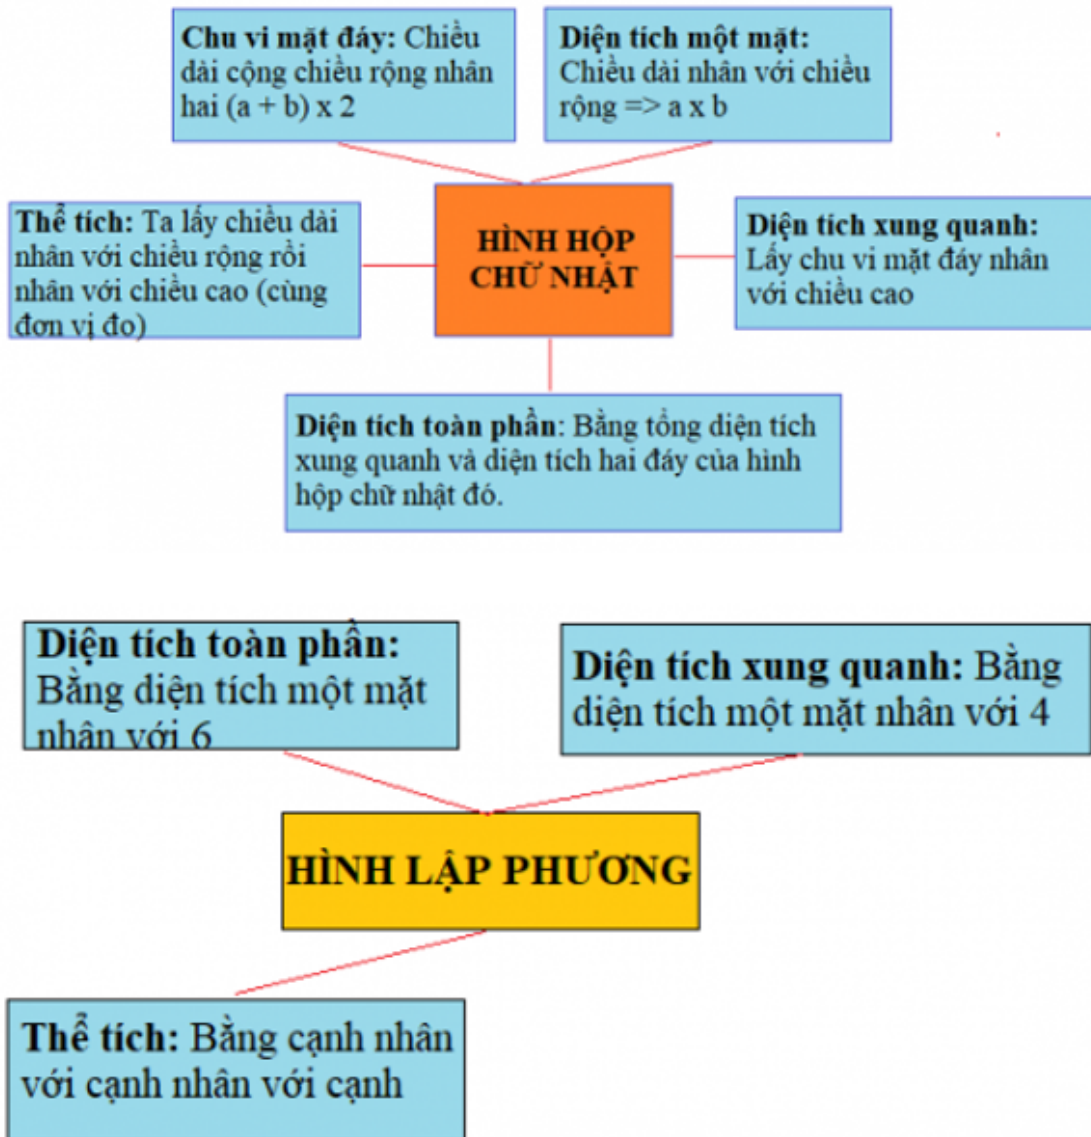 Chu vi mặt đáy: Chiều
dài cộng chiều rộng nhân
hai (a + b) x 2
Diện tích một mặt:
Chiều dài nhân với chiều
rộng => a x b
Thể tích: Ta lấy chiều dài
nhân với chiều rộng rồi
nhân với chiều cao (cùng
đơn vị đo)
HÌNH HỘP
CHỮ NHẬT
Diện tích xung quanh:
Lấy chu vi mặt đáy nhân
với chiều cao
Diện tích toàn phần: Bằng tổng diện tích
xung quanh và diện tích hai đáy của hình
hộp chữ nhật đó.
Diện tích toàn phần:
Bằng diện tích một mặt
nhân với 6
Diện tích xung quanh: Bằng
diện tích một mặt nhân với 4
HÌNH LẬP PHƯƠNG
Thể tích: Bằng cạnh nhân
với cạnh nhân với cạnh